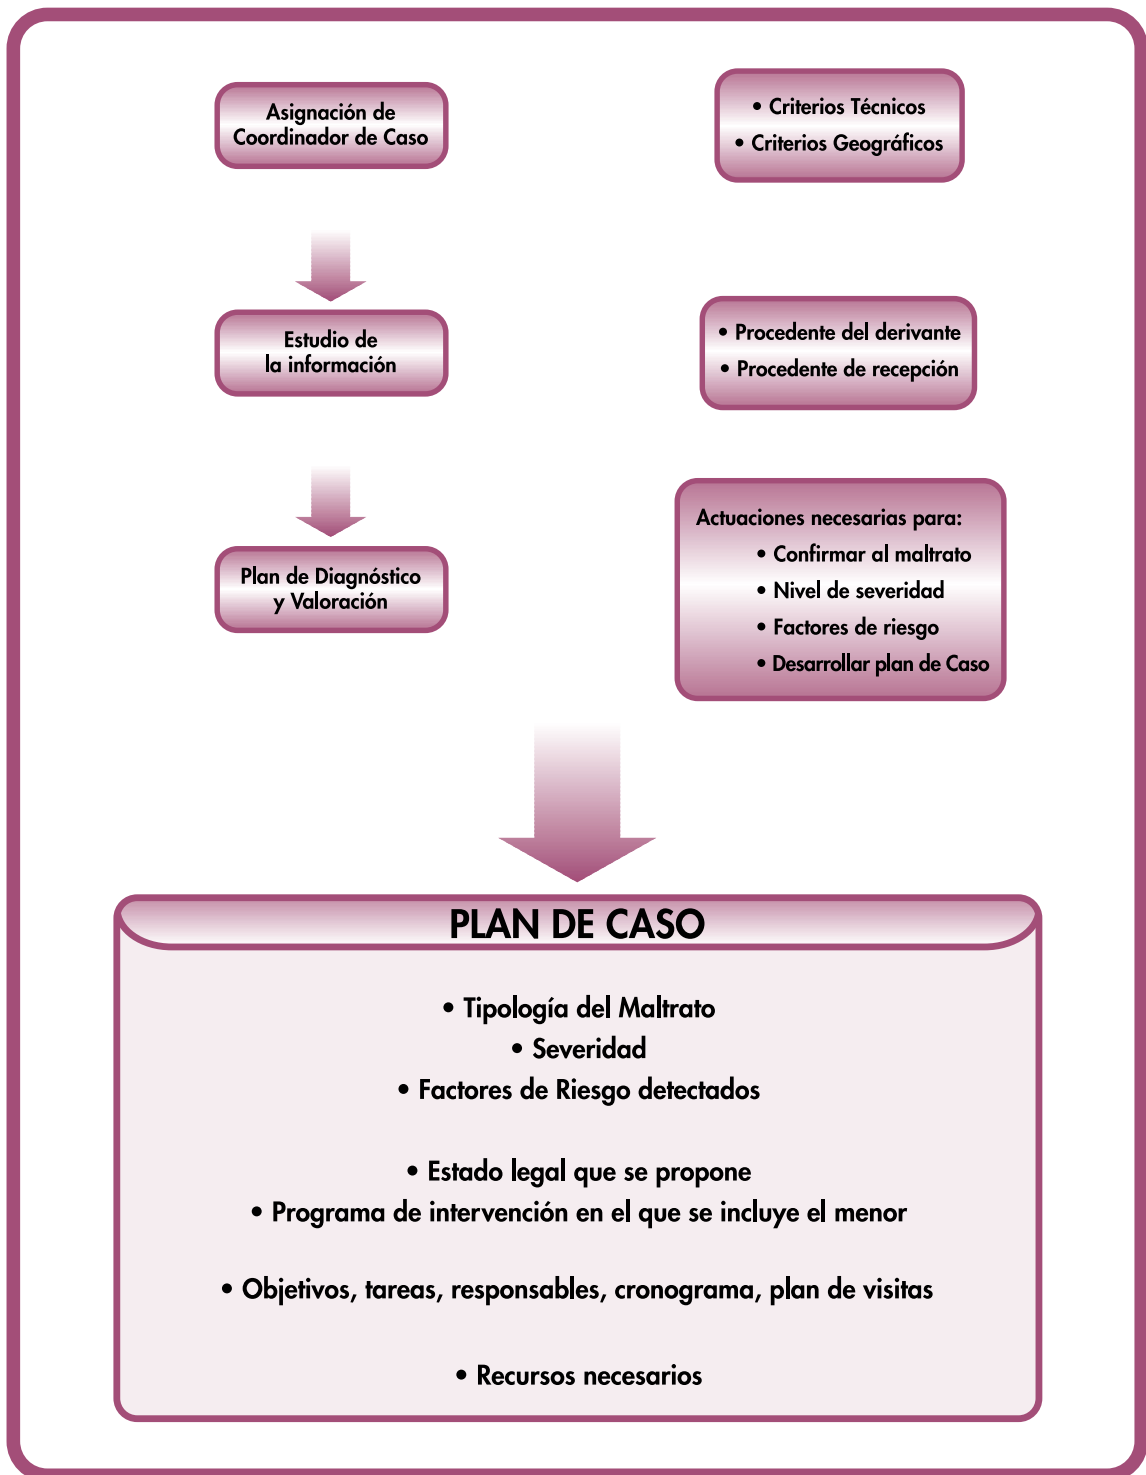 Asignación de
Coordinador de Caso
• Criterios Técnicos
• Criterios Geográficos
Estudio de
la información
• Procedente del derivante
• Procedente de recepción
Plan de Diagnóstico
y Valoración
Actuaciones necesarias para:
• Confirmar al maltrato
• Nivel de severidad
• Factores de riesgo
• Desarrollar plan de Caso
PLAN DE CASO
• Tipología del Maltrato
• Severidad
• Factores de Riesgo detectados
• Estado legal que se propone
• Programa de intervención en el que se incluye el menor
• Objetivos, tareas, responsables, cronograma, plan de visitas
• Recursos necesarios